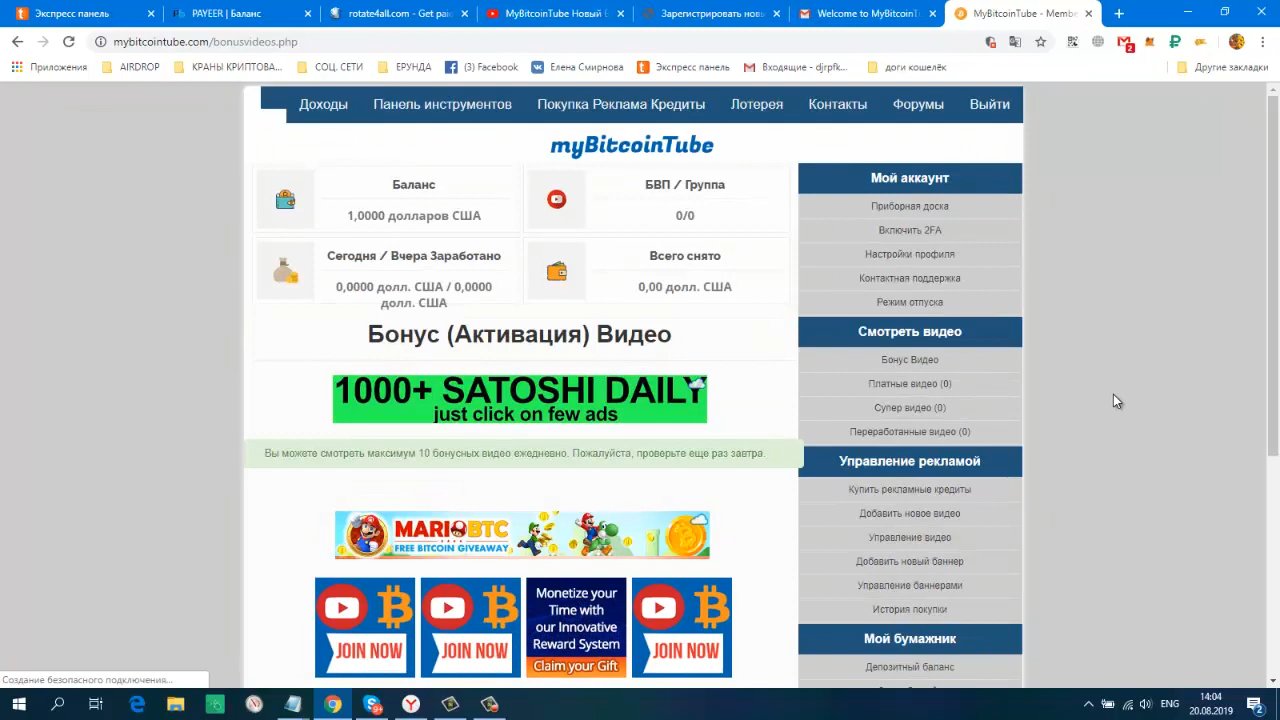 Экспресс панель
PAYEER | Баланс
rotate4all.com - Get paid
MyBitcoinTube Новый Б
Зарегистрировать новы
Welcome to MyBitcoinTu
MyBitcoinTube - Membe
mybitcointube.com/bonusvideos.php
2
Приложения
AIRDROP
КРАНЫ КРИПТОВА...
СОЦ. СЕТИ
ЕРУНДА
(3) Facebook
Елена Смирнова
Экспресс панель
Входящие - djrpfk...
доги кошелёк
Другие закладки
Доходы
Панель инструментов
Покупка Реклама Кредиты
Лотерея
Контакты
Форумы
Выйти
myBitcoinTube
Баланс
1,0000 долларов США
БВП / Группа
0/0
Сегодня / Вчера Заработано
0,0000 долл. США / 0,0000
долл. США
Всего снято
0,00 долл. США
Бонус (Активация) Видео
1000+ SATOSHI DAILY
just click on few ads
Вы можете смотреть максимум 10 бонусных видео ежедневно. Пожалуйста, проверьте еще раз завтра.
MARIO BTC
FREE BITCOIN GIVEAWAY
JOIN NOW
JOIN NOW
Monetize your
Time with
our Innovative
Reward System
Claim your Gift
JOIN NOW
Мой аккаунт
Приборная доска
Включить 2FA
Настройки профиля
Контактная поддержка
Режим отпуска
Смотреть видео
Бонус Видео
Платные видео (0)
Супер видео (0)
Переработанные видео (0)
Управление рекламой
Купить рекламные кредиты
Добавить новое видео
Управление видео
Добавить новый баннер
Управление баннерами
История покупки
Мой бумажник
Депозитный баланс
Создание безопасного подключения...
ENG
14:04
20.08.2019
2